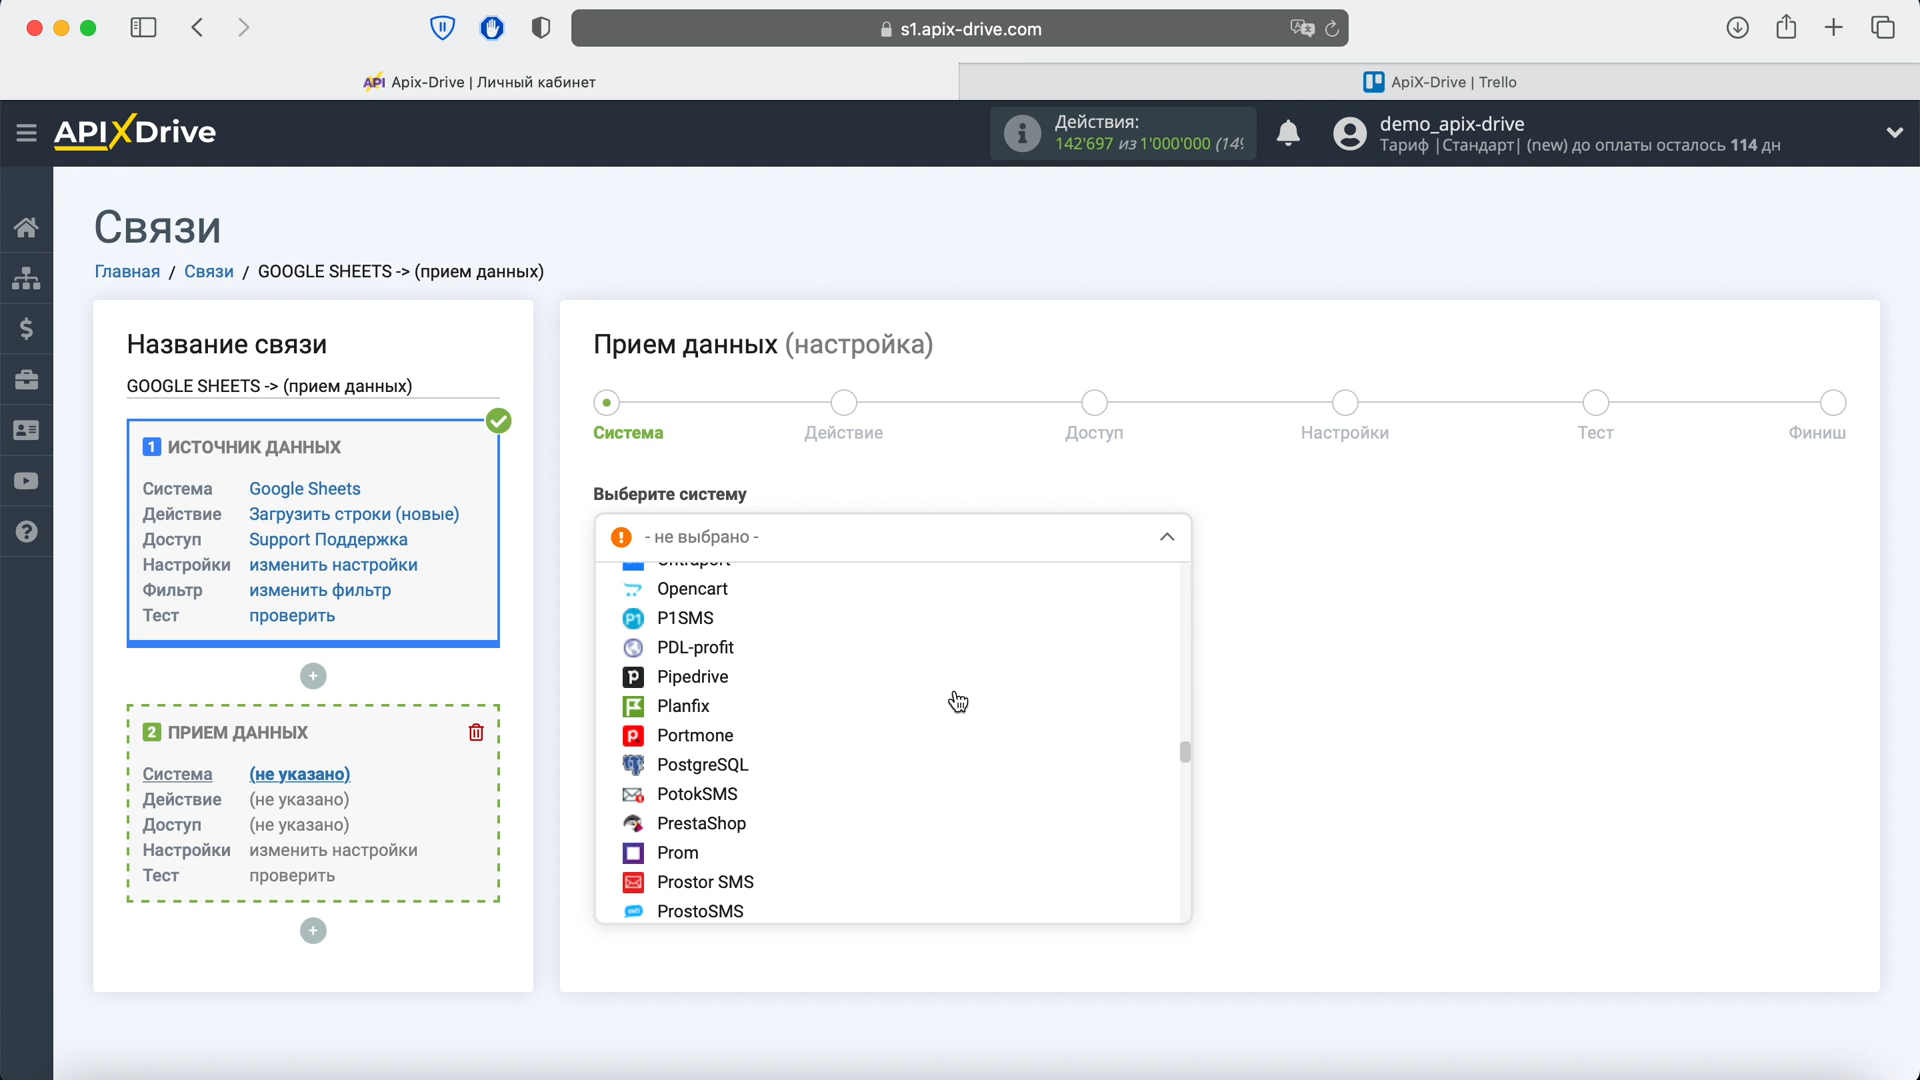 s1.apix-drive.com
API Apix-Drive | Личный кабинет
ApiX-Drive | Trello
APIXDrive
Действия:
142'697 из 1'000'000 (14%
demo_apix-drive
Тариф |Стандарт| (new) до оплаты осталось 114 дн
Связи
Главная / Связи / GOOGLE SHEETS -> (прием данных)
Название связи
GOOGLE SHEETS -> (прием данных)
1 ИСТОЧНИК ДАННЫХ
Система Google Sheets
Действие Загрузить строки (новые)
Доступ Support Поддержка
Настройки изменить настройки
Фильтр изменить фильтр
Тест проверить
2 ПРИЕМ ДАННЫХ
Система (не указано)
Действие (не указано)
Доступ (не указано)
Настройки изменить настройки
Тест проверить
Прием данных (настройка)
Система Действие Доступ Настройки Тест Финиш
Выберите систему
- не выбрано -
Ontraport
Opencart
P1SMS
PDL-profit
Pipedrive
Planfix
Portmone
PostgreSQL
PotokSMS
PrestaShop
Prom
Prostor SMS
ProstoSMS